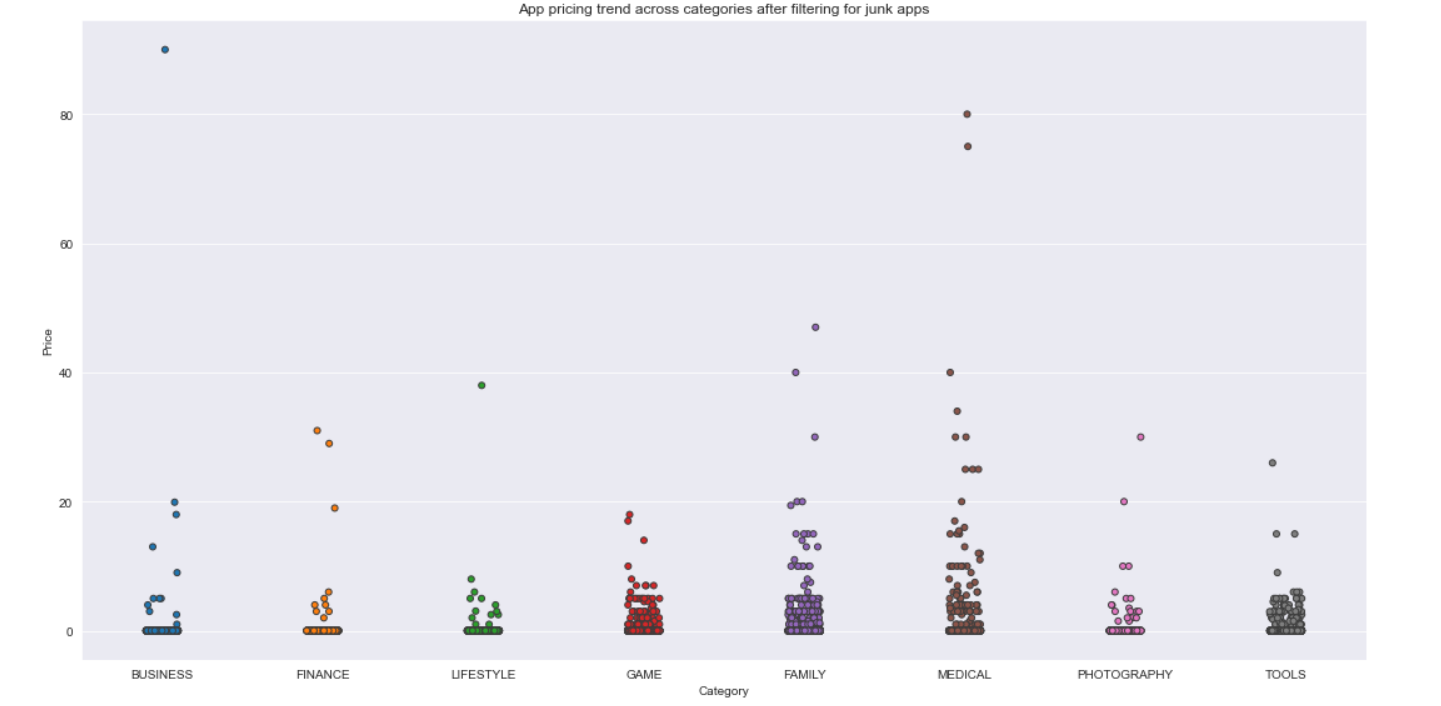 App pricing trend across categories after filtering for junk apps
80
60
40
20
0
Price
BUSINESS FINANCE LIFESTYLE GAME FAMILY MEDICAL PHOTOGRAPHY TOOLS
Category